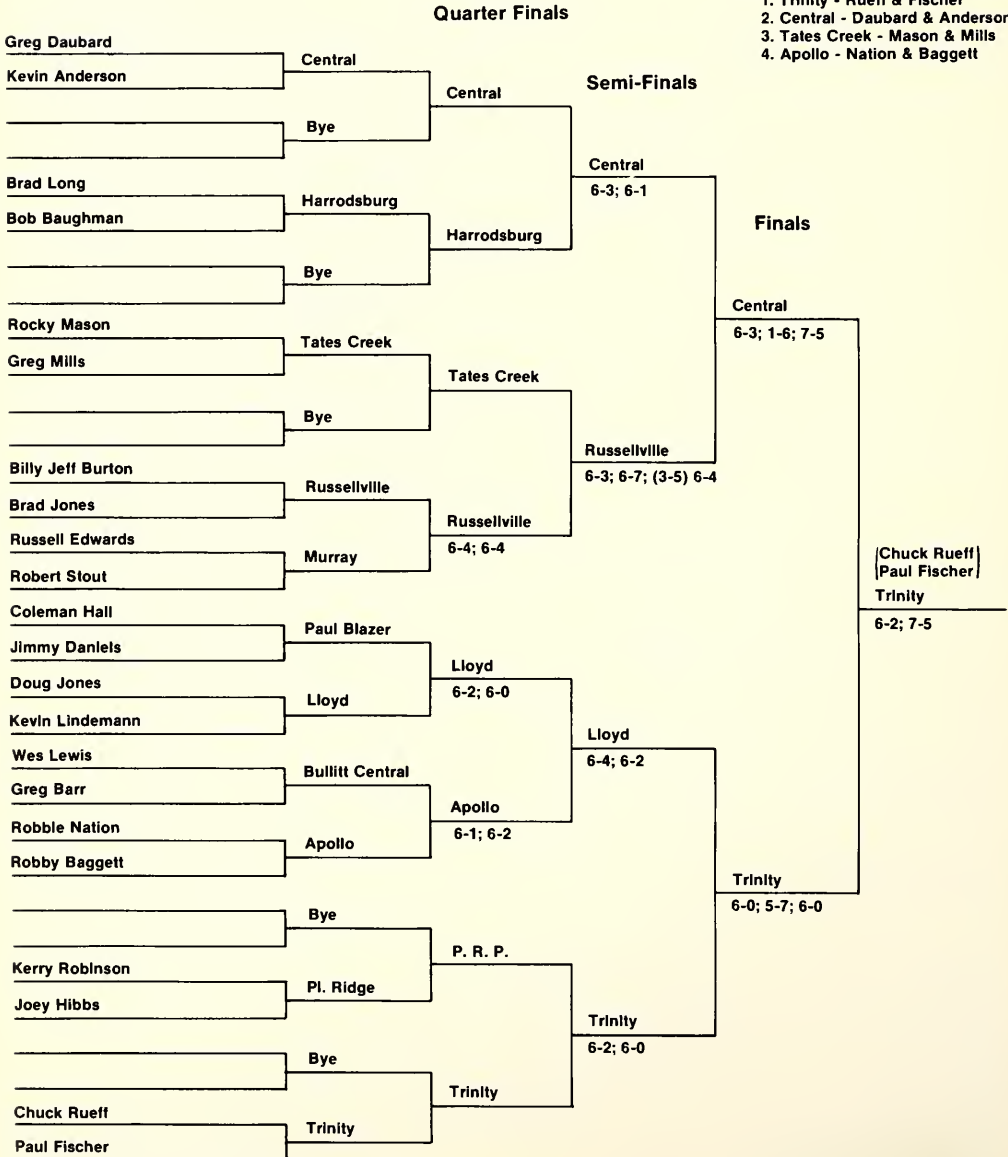 1. Trinity - Rueff & Fischer
Quarter Finals
2. Central - Daubard & Anderson
3. Tates Creek - Mason & Mills
4. Apollo - Nation & Baggett
Semi-Finals
Finals
Greg Daubard
Kevin Anderson
Central
Bye
Central
Brad Long
Bob Baughman
Harrodsburg
Bye
Harrodsburg
Central
6-3; 6-1
Rocky Mason
Greg Mills
Tates Creek
Bye
Tates Creek
Billy Jeff Burton
Brad Jones
Russellville
Russell Edwards
Robert Stout
Murray
Russellville
6-4; 6-4
Russellville
6-3; 6-7; (3-5) 6-4
Central
6-3; 1-6; 7-5
Coleman Hall
Jimmy Daniels
Paul Blazer
Doug Jones
Kevin Lindemann
Lloyd
Lloyd
6-2; 6-0
Wes Lewis
Greg Barr
Bullitt Central
Robbie Nation
Robby Baggett
Apollo
Apollo
6-1; 6-2
Lloyd
6-4; 6-2
Bye
Kerry Robinson
Joey Hibbs
Pl. Ridge
P. R. P.
Bye
Chuck Rueff
Paul Fischer
Trinity
Trinity
Trinity
6-2; 6-0
Trinity
6-0; 5-7; 6-0
(Chuck Rueff)
(Paul Fischer)
Trinity
6-2; 7-5